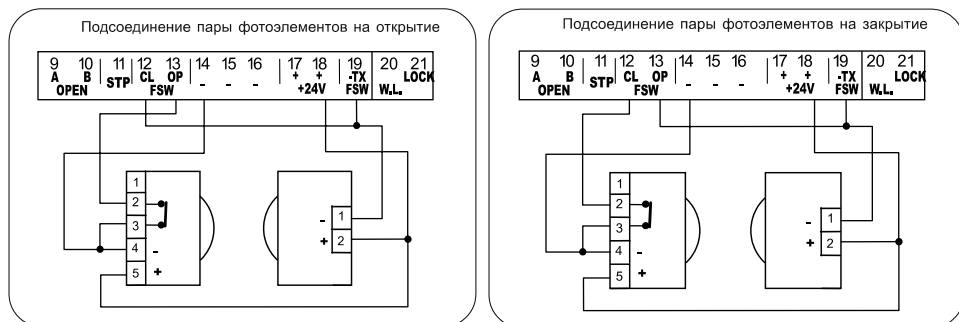 Подсоединение пары фотоэлементов на открытие
9 10 11 12 13 14 15 16 17 18 19 20 21
A B STP CL OP - - - + + -TX LOCK
OPEN FSW +24V FSW W.L.
1
2
3
4 -
5 +
- 1
+ 2
Подсоединение пары фотоэлементов на закрытие
9 10 11 12 13 14 15 16 17 18 19 20 21
A B STP CL OP - - - + + -TX LOCK
OPEN FSW +24V FSW W.L.
1
2
3
4 -
5 +
- 1
+ 2